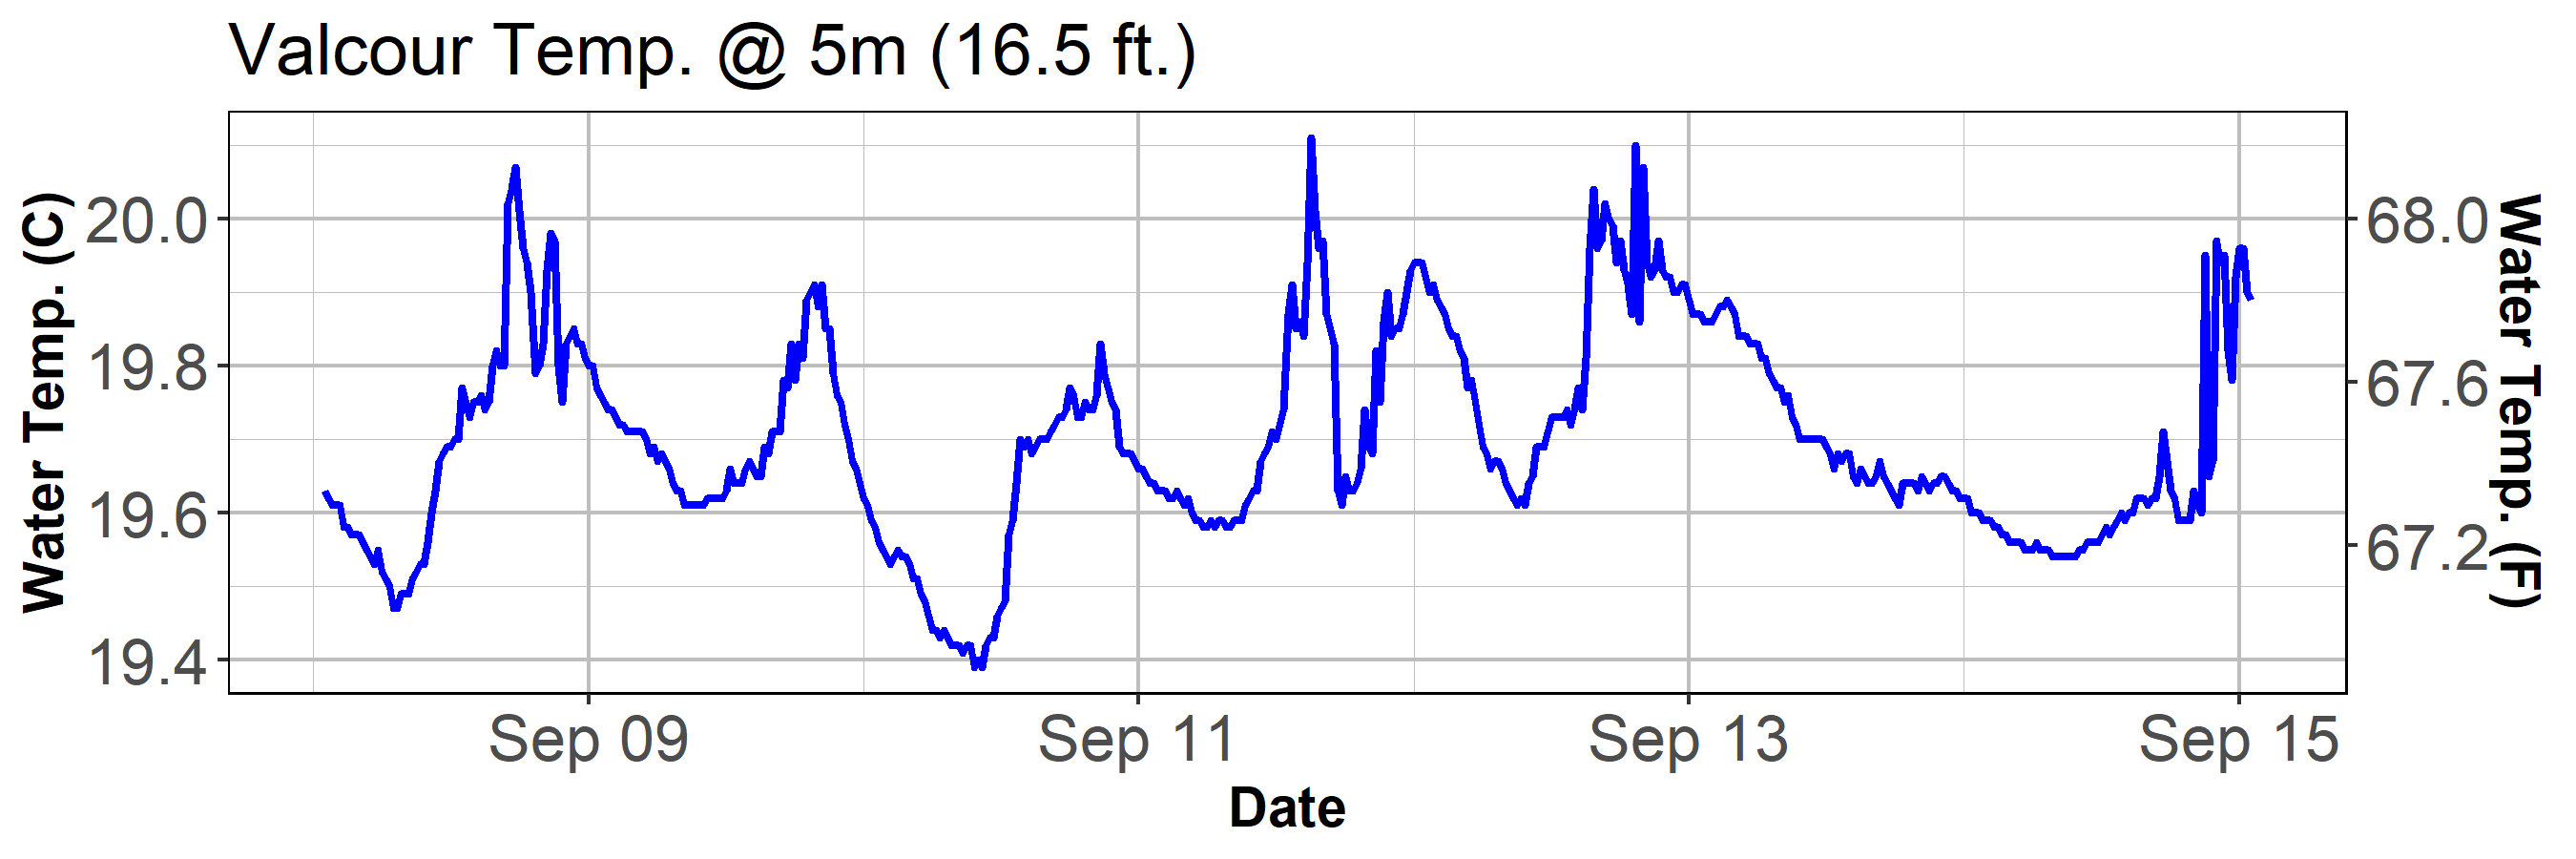 Valcour Temp. @ 5m (16.5 ft.)
Water Temp. (C)
20.0
19.8
19.6
19.4
68.0
67.6
67.2
Water Temp. (F)
Sep 09
Sep 11
Sep 13
Sep 15
Date